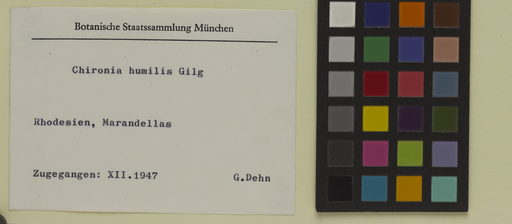 Botanische Staatssammlung München
Chironia humilis Gilg
Rhodesien, Marandellas
Zugegangen: XII.1947 G.Dehn